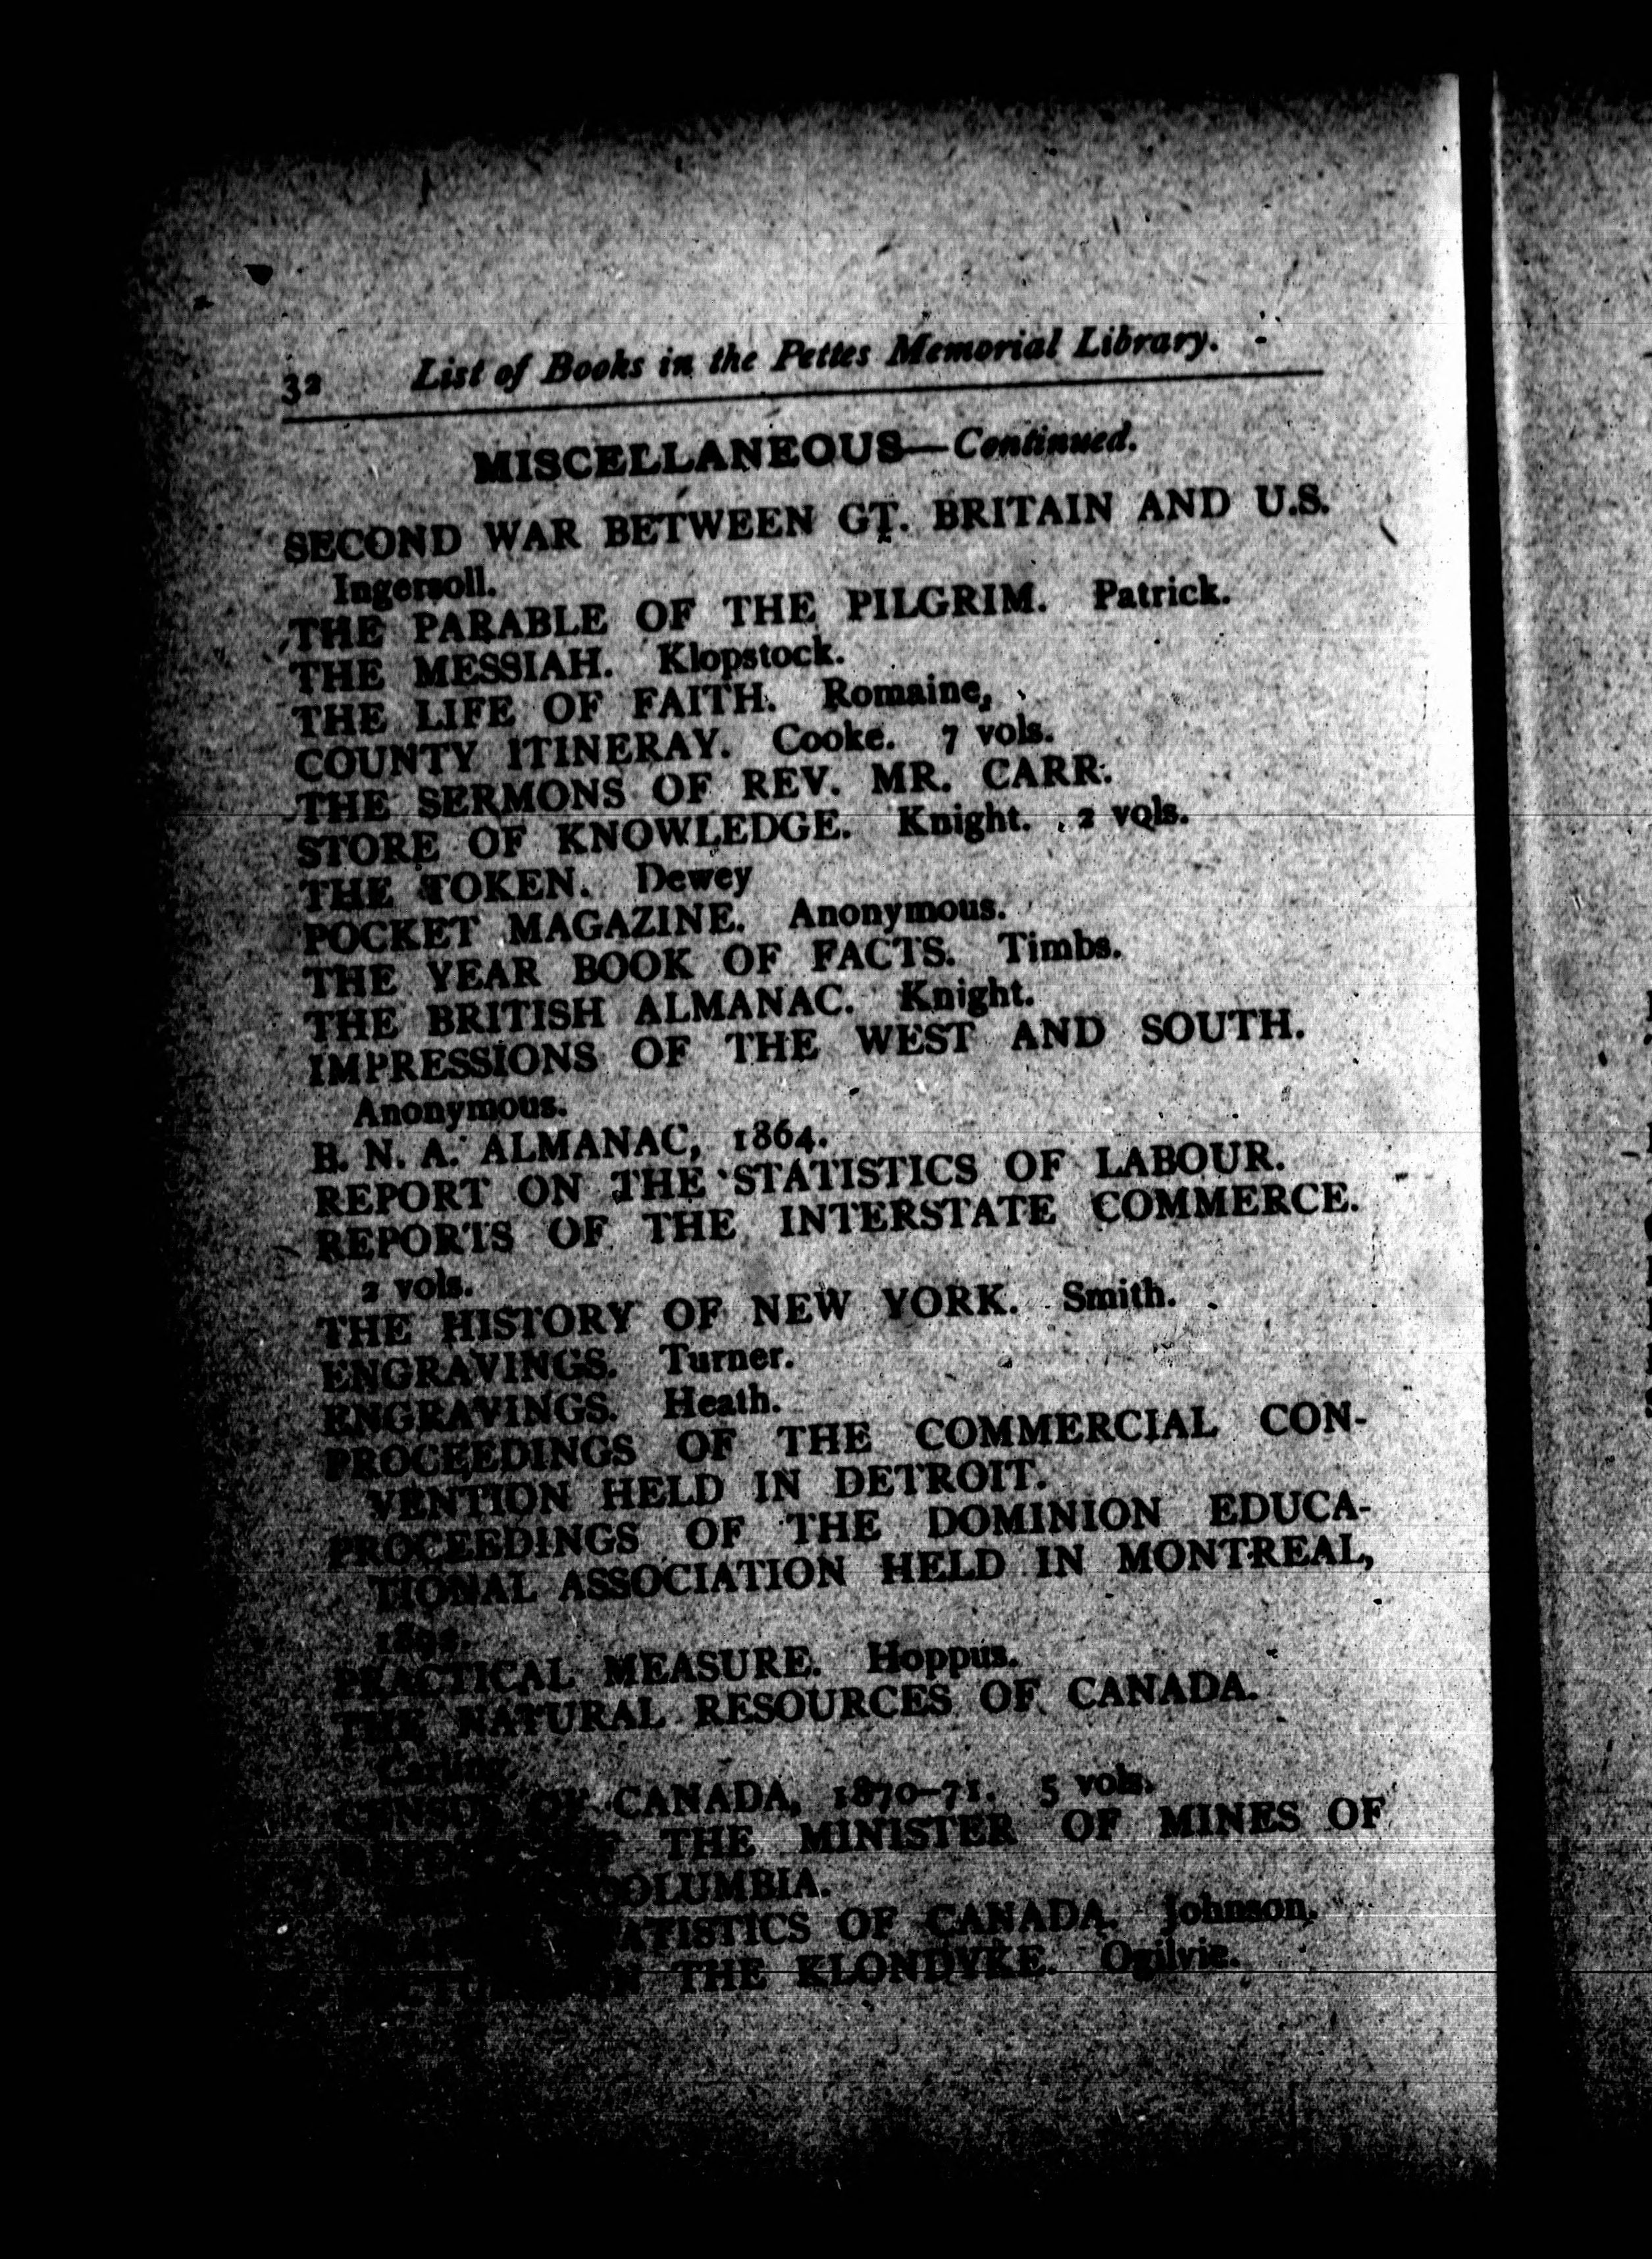 32 List of Books in the Pettes Memorial Library.
MISCELLANEOUS—Continued.
SECOND WAR BETWEEN GT. BRITAIN AND U.S.
Ingersoll.
THE PARABLE OF THE PILGRIM. Patrick.
THE MESSIAH. Klopstock.
THE LIFE OF FAITH. Romaine,
COUNTY ITINERAY. Cooke. 7 vols.
THE SERMONS OF REV. MR. CARR.
STORE OF KNOWLEDGE. Knight. 2 vols.
THE TOKEN. Dewey
POCKET MAGAZINE. Anonymous.
THE YEAR BOOK OF FACTS. Timbs.
THE BRITISH ALMANAC. Knight.
IMPRESSIONS OF THE WEST AND SOUTH.
Anonymous.
B. N. A. ALMANAC, 1864.
REPORT ON THE STATISTICS OF LABOUR.
REPORTS OF THE INTERSTATE COMMERCE.
2 vols.
THE HISTORY OF NEW YORK. Smith.
ENGRAVINGS. Turner.
ENGRAVINGS. Heath.
PROCEEDINGS OF THE COMMERCIAL CON-
VENTION HELD IN DETROIT.
PROCEEDINGS OF THE DOMINION EDUCA-
TIONAL ASSOCIATION HELD IN MONTREAL,
PRACTICAL MEASURE. Hoppus.
THE NATURAL RESOURCES OF CANADA.
Carling.
CENSUS OF CANADA, 1870-71. 5 vols.
THE MINISTER OF MINES OF
COLUMBIA.
STATISTICS OF CANADA. Johnson.
THE KLONDYKE. Ogilvie.